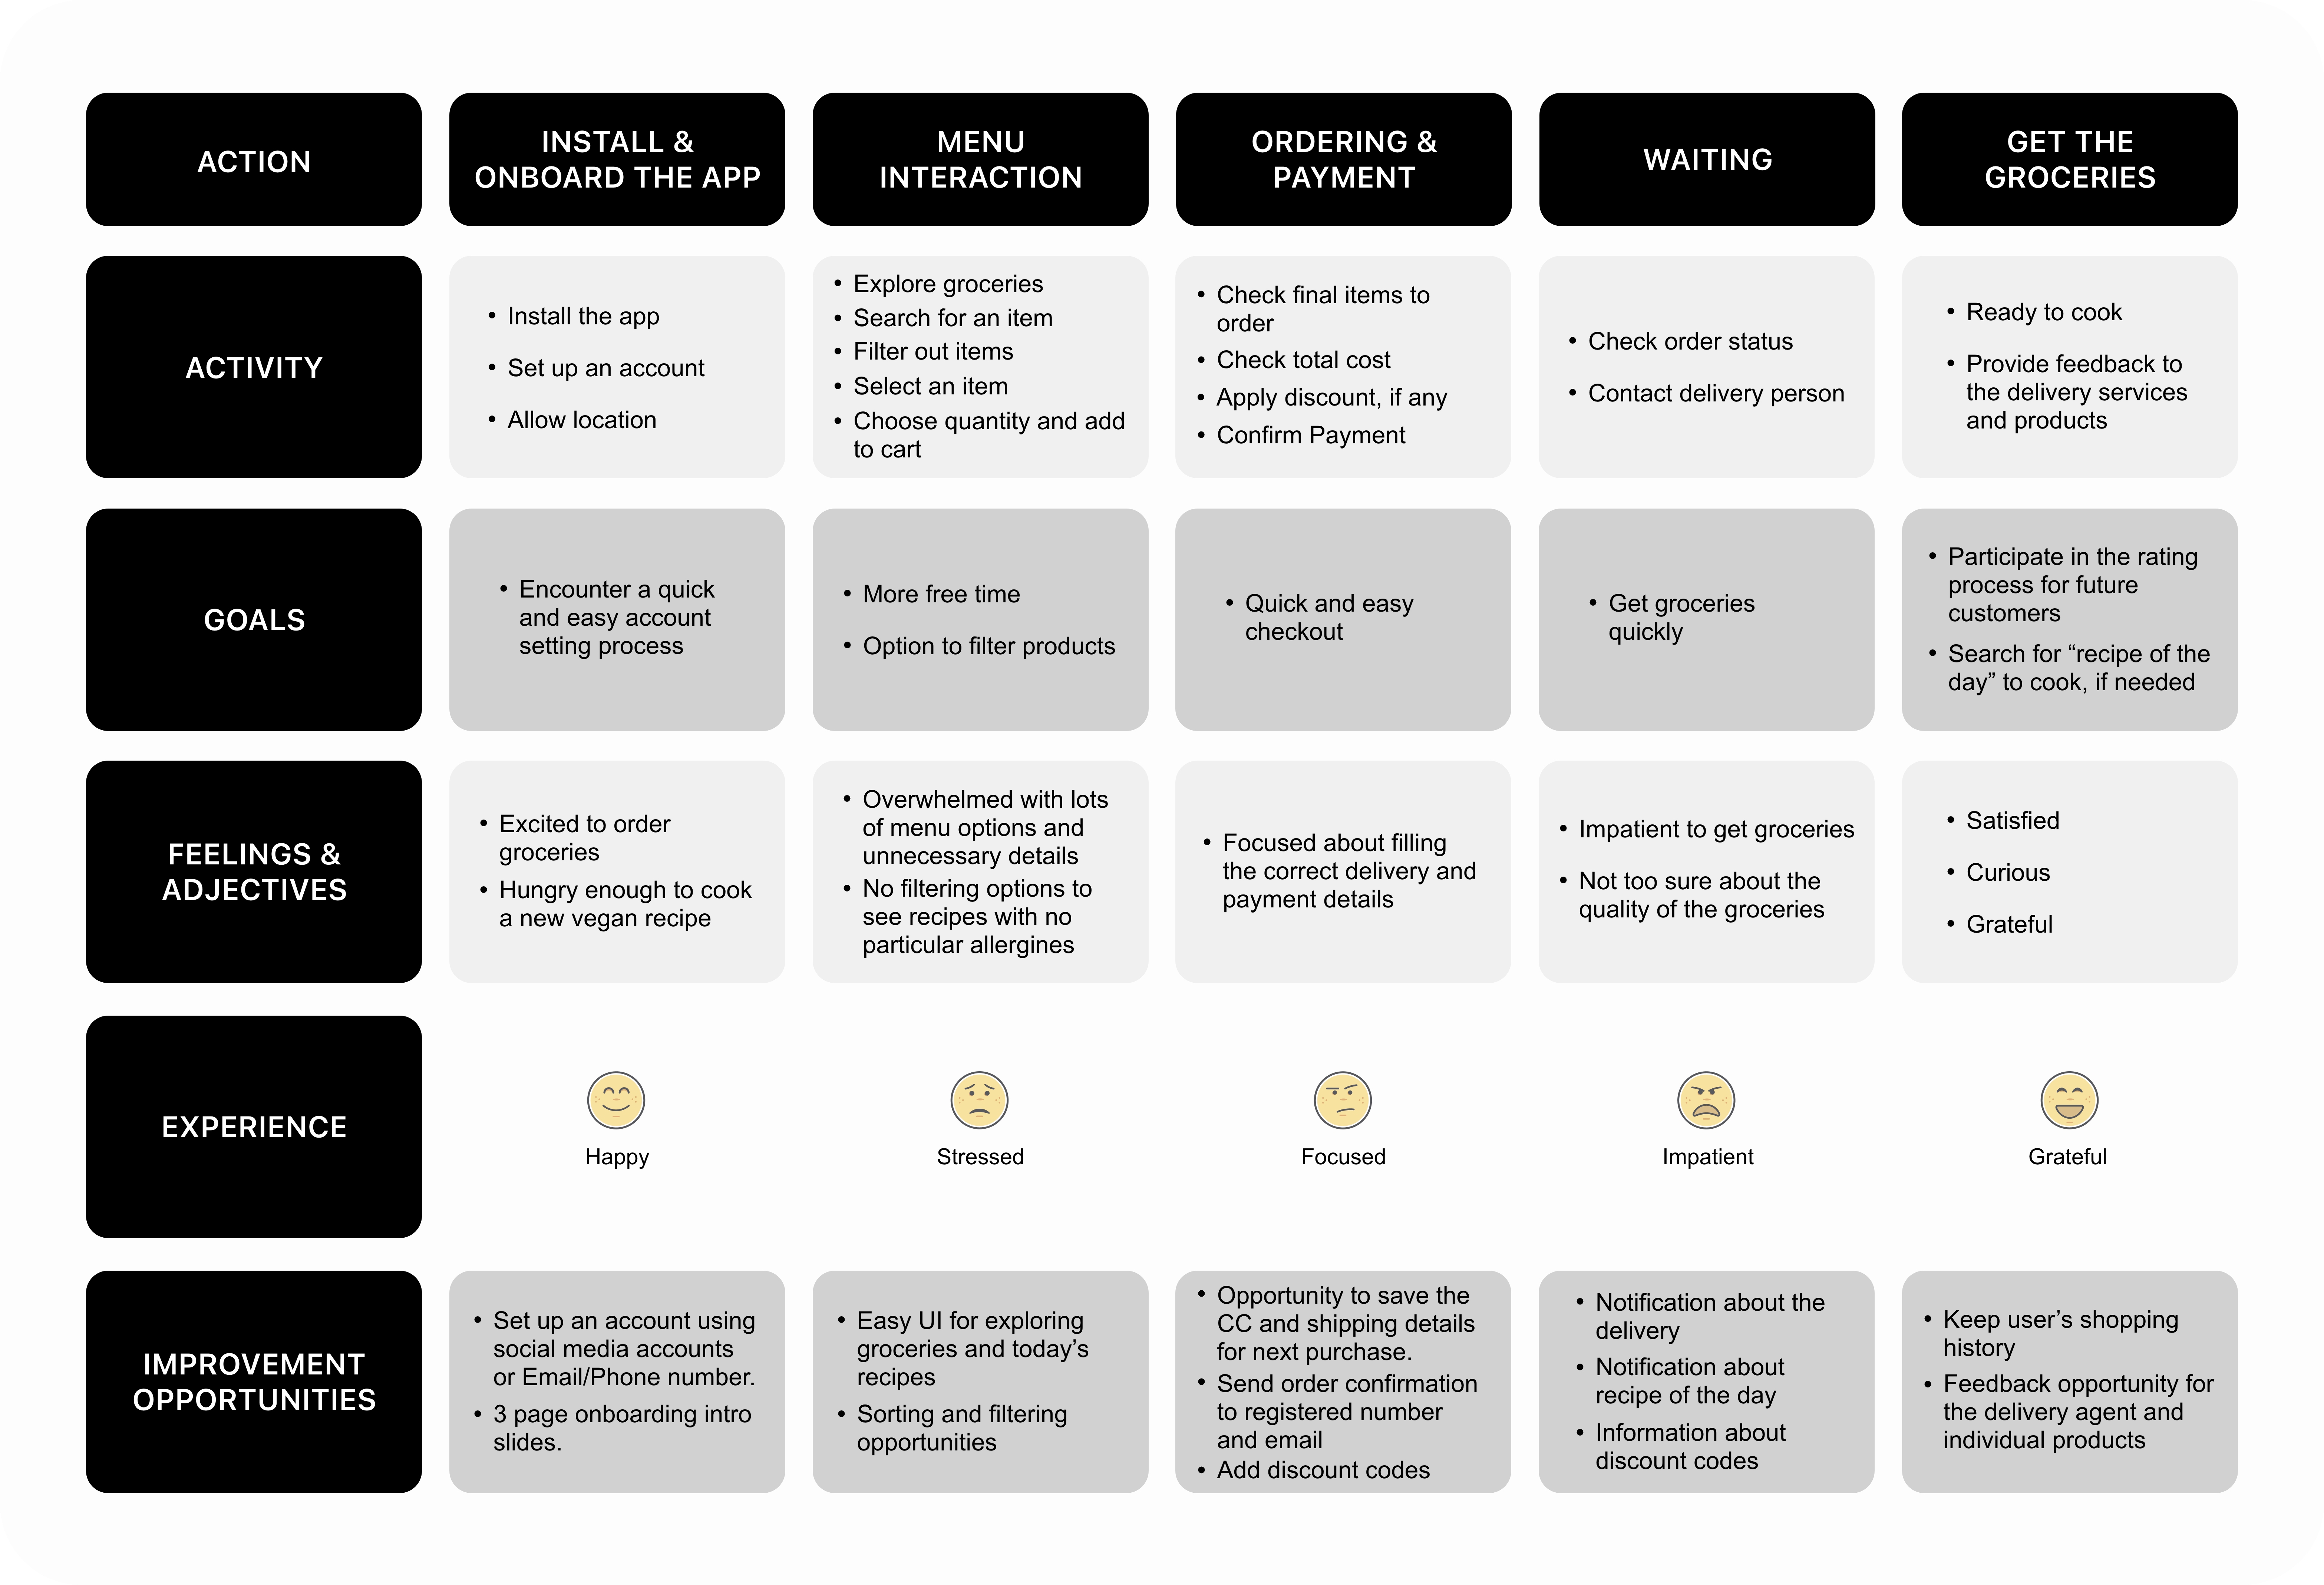 ACTION
INSTALL &
ONBOARD THE APP
MENU
INTERACTION
ORDERING &
PAYMENT
WAITING
GET THE
GROCERIES
ACTIVITY
• Install the app
• Set up an account
• Allow location
• Explore groceries
• Search for an item
• Filter out items
• Select an item
• Choose quantity and add
to cart
• Check final items to
order
• Check total cost
• Apply discount, if any
• Confirm Payment
• Check order status
• Contact delivery person
• Ready to cook
• Provide feedback to
the delivery services
and products
GOALS
• Encounter a quick
and easy account
setting process
• More free time
• Option to filter products
• Quick and easy
checkout
• Get groceries
quickly
• Participate in the rating
process for future
customers
• Search for “recipe of the
day” to cook, if needed
FEELINGS &
ADJECTIVES
• Excited to order
groceries
• Hungry enough to cook
a new vegan recipe
• Overwhelmed with lots
of menu options and
unnecessary details
• No filtering options to
see recipes with no
particular allergines
• Focused about filling
the correct delivery and
payment details
• Impatient to get groceries
• Not too sure about the
quality of the groceries
• Satisfied
• Curious
• Grateful
EXPERIENCE
Happy
Stressed
Focused
Impatient
Grateful
IMPROVEMENT
OPPORTUNITIES
• Set up an account using
social media accounts
or Email/Phone number.
• 3 page onboarding intro
slides.
• Easy UI for exploring
groceries and today’s
recipes
• Sorting and filtering
opportunities
• Opportunity to save the
CC and shipping details
for next purchase.
• Send order confirmation
to registered number
and email
• Add discount codes
• Notification about the
delivery
• Notification about
recipe of the day
• Information about
discount codes
• Keep user’s shopping
history
• Feedback opportunity for
the delivery agent and
individual products